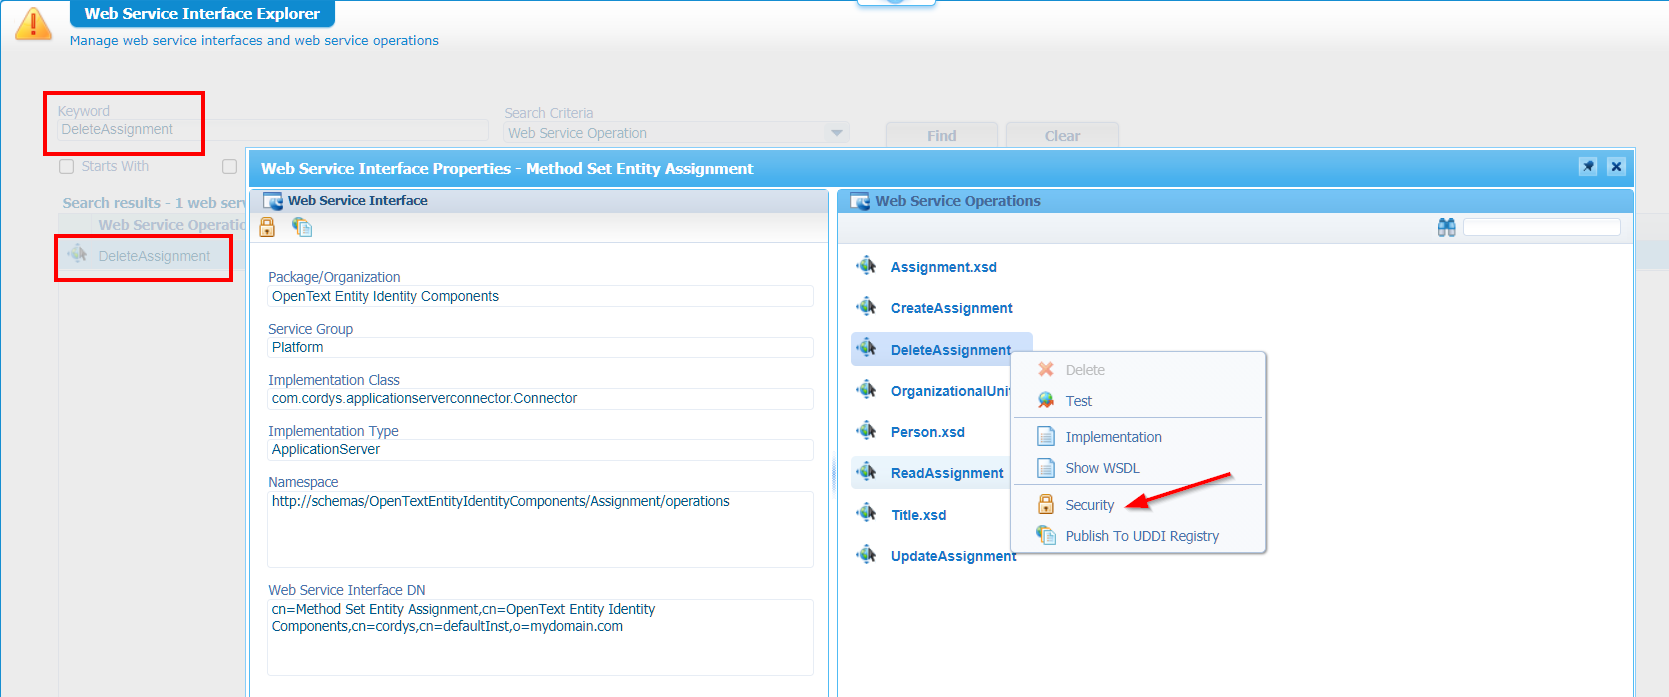 Web Service Interface Explorer
Manage web service interfaces and web service operations
Keyword
DeleteAssignment
Search Criteria
Web Service Operation
Find
Clear
Starts With
Search results - 1 web serv
Web Service Operatio
DeleteAssignment
Web Service Interface Properties - Method Set Entity Assignment
Web Service Interface
Package/Organization
OpenText Entity Identity Components
Service Group
Platform
Implementation Class
com.cordys.applicationserverconnector.Connector
Implementation Type
ApplicationServer
Namespace
http://schemas/OpenTextEntityIdentityComponents/Assignment/operations
Web Service Interface DN
cn=Method Set Entity Assignment,cn=OpenText Entity Identity
Components,cn=cordys,cn=defaultInst,o=mydomain.com
Web Service Operations
Assignment.xsd
CreateAssignment
DeleteAssignment
OrganizationalUni
Person.xsd
ReadAssignment
Title.xsd
UpdateAssignment
Delete
Test
Implementation
Show WSDL
Security
Publish To UDDI Registry